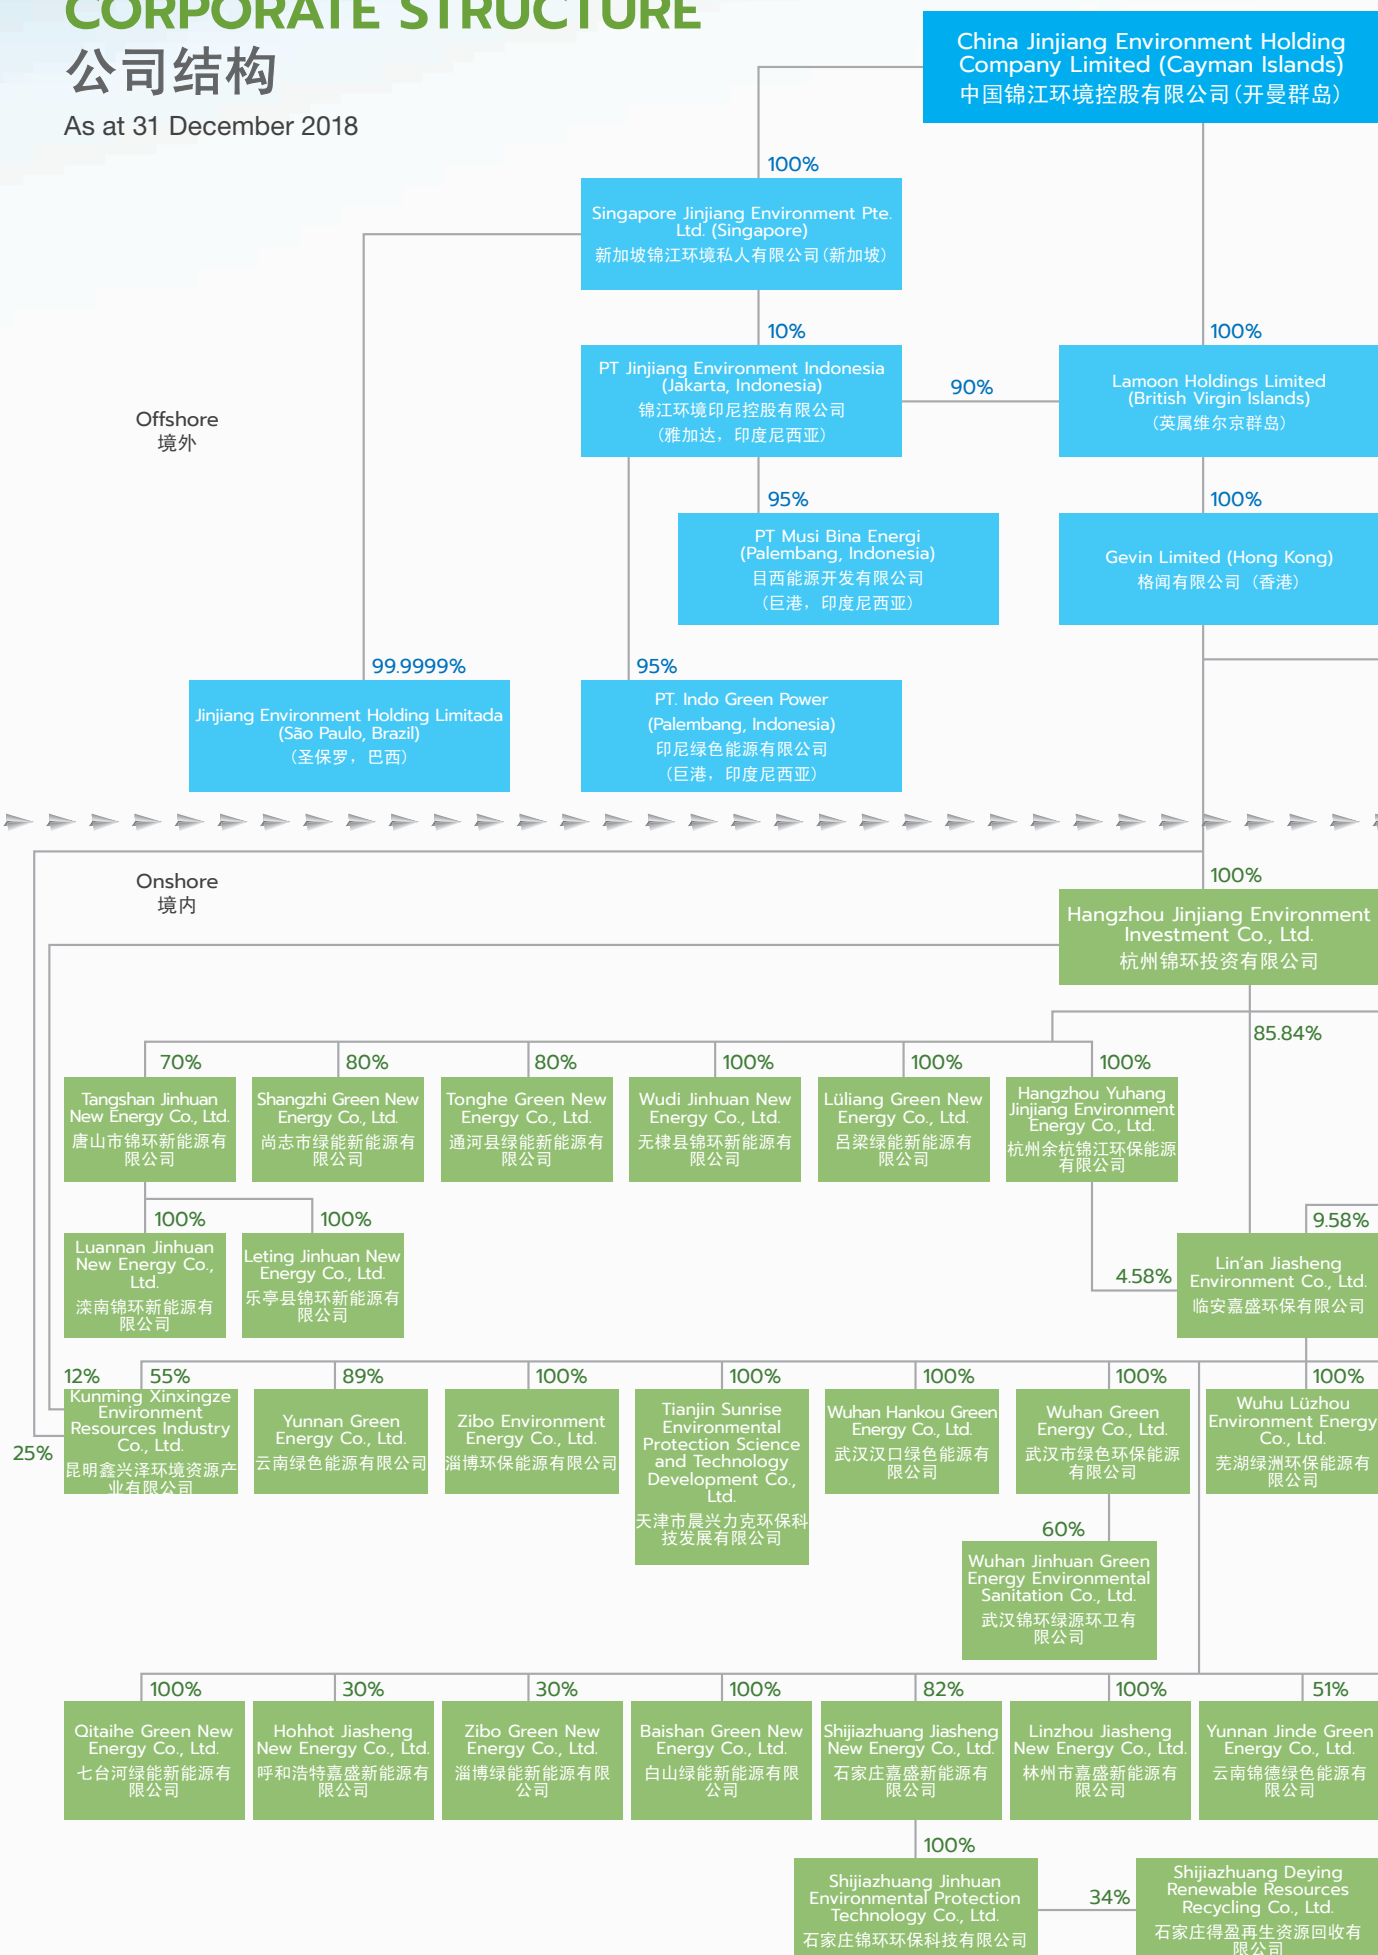 CORPORATE STRUCTURE
公司结构
As at 31 December 2018
China Jinjiang Environment Holding
Company Limited (Cayman Islands)
中国锦江环境控股有限公司(开曼群岛)
100%
Singapore Jinjiang Environment Pte.
Ltd. (Singapore)
新加坡锦江环境私人有限公司(新加坡)
10%
100%
PT Jinjiang Environment Indonesia
(Jakarta, Indonesia)
锦江环境印尼控股有限公司
(雅加达，印度尼西亚)
90%
Lamoon Holdings Limited
(British Virgin Islands)
(英属维尔京群岛)
Offshore
境外
95%
100%
PT Musi Bina Energi
(Palembang, Indonesia)
目西能源开发有限公司
(巨港，印度尼西亚)
Gevin Limited (Hong Kong)
格闻有限公司 (香港)
99.9999%
95%
Jinjiang Environment Holding Limitada
(São Paulo, Brazil)
(圣保罗，巴西)
PT. Indo Green Power
(Palembang, Indonesia)
印尼绿色能源有限公司
(巨港，印度尼西亚)
Onshore
境内
100%
Hangzhou Jinjiang Environment
Investment Co., Ltd.
杭州锦环投资有限公司
85.84%
70%
80%
80%
100%
100%
100%
Tangshan Jinhuan
New Energy Co., Ltd.
唐山市锦环新能源有
限公司
Shangzhi Green New
Energy Co., Ltd.
尚志市绿能新能源有
限公司
Tonghe Green New
Energy Co., Ltd.
通河县绿能新能源有
限公司
Wudi Jinhuan New
Energy Co., Ltd.
无棣县锦环新能源有
限公司
Lüliang Green New
Energy Co., Ltd.
吕梁绿能新能源有
限公司
Hangzhou Yuhang
Jinjiang Environment
Energy Co., Ltd.
杭州余杭锦江环保能源
有限公司
100%
100%
9.58%
Luannan Jinhuan
New Energy Co.,
Ltd.
滦南锦环新能源有
限公司
Leting Jinhuan New
Energy Co., Ltd.
乐亭县锦环新能源有
限公司
4.58%
Lin'an Jiasheng
Environment Co., Ltd.
临安嘉盛环保有限公司
12%
55%
89%
100%
100%
100%
100%
100%
25%
Kunming Xinxingze
Environment
Resources Industry
Co., Ltd.
昆明鑫兴泽环境资源产
业有限公司
Yunnan Green
Energy Co., Ltd.
云南绿色能源有限公司
Zibo Environment
Energy Co., Ltd.
淄博环保能源有限公司
Tianjin Sunrise
Environmental
Protection Science
and Technology
Development Co.,
Ltd.
天津市晨兴力克环保科
技发展有限公司
Wuhan Hankou Green
Energy Co., Ltd.
武汉汉口绿色能源有
限公司
Wuhan Green
Energy Co., Ltd.
武汉市绿色环保能源
有限公司
Wuhu Lüzhou
Environment Energy
Co., Ltd.
芜湖绿洲环保能源有
限公司
60%
Wuhan Jinhuan Green
Energy Environmental
Sanitation Co., Ltd.
武汉锦环绿源环卫有
限公司
100%
30%
30%
100%
82%
100%
51%
Qitaihe Green New
Energy Co., Ltd.
七台河绿能新能源有
限公司
Hohhot Jiasheng
New Energy Co., Ltd.
呼和浩特嘉盛新能源有
限公司
Zibo Green New
Energy Co., Ltd.
淄博绿能新能源有限
公司
Baishan Green New
Energy Co., Ltd.
白山绿能新能源有限
公司
Shijiazhuang Jiasheng
New Energy Co., Ltd.
石家庄嘉盛新能源有
限公司
Linzhou Jiasheng
New Energy Co., Ltd.
林州市嘉盛新能源有
限公司
Yunnan Jinde Green
Energy Co., Ltd.
云南锦德绿色能源有
限公司
100%
Shijiazhuang Jinhuan
Environmental Protection
Technology Co., Ltd.
石家庄锦环环保科技有限公司
34%
Shijiazhuang Deying
Renewable Resources
Recycling Co., Ltd.
石家庄得盈再生资源回收有
限公司